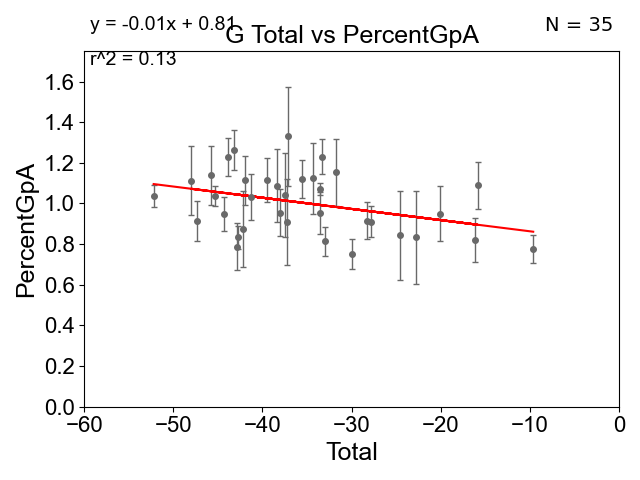 y = -0.01x + 0.81
G Total vs PercentGpA
N = 35
r^2 = 0.13
PercentGpA
1.6
1.4
1.2
1.0
0.8
0.6
0.4
0.2
0.0
−60 −50 −40 −30 −20 −10 0
Total